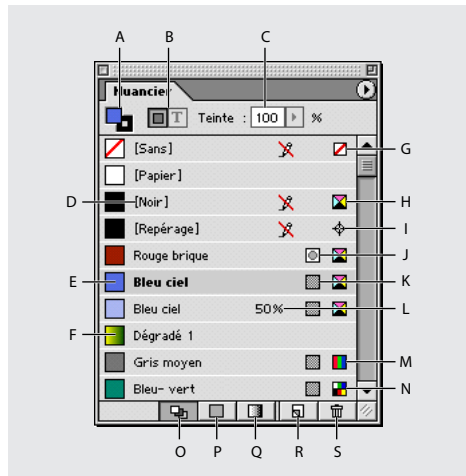 A B C
Nuancier
T Teinte : 100 %
[Sans] G
[Papier]
D [Noir] H
[Repérage] I
Rouge brique J
E Bleu ciel K
Bleu ciel 50% L
F Dégradé 1
Gris moyen M
Bleu- vert N
O P Q R S